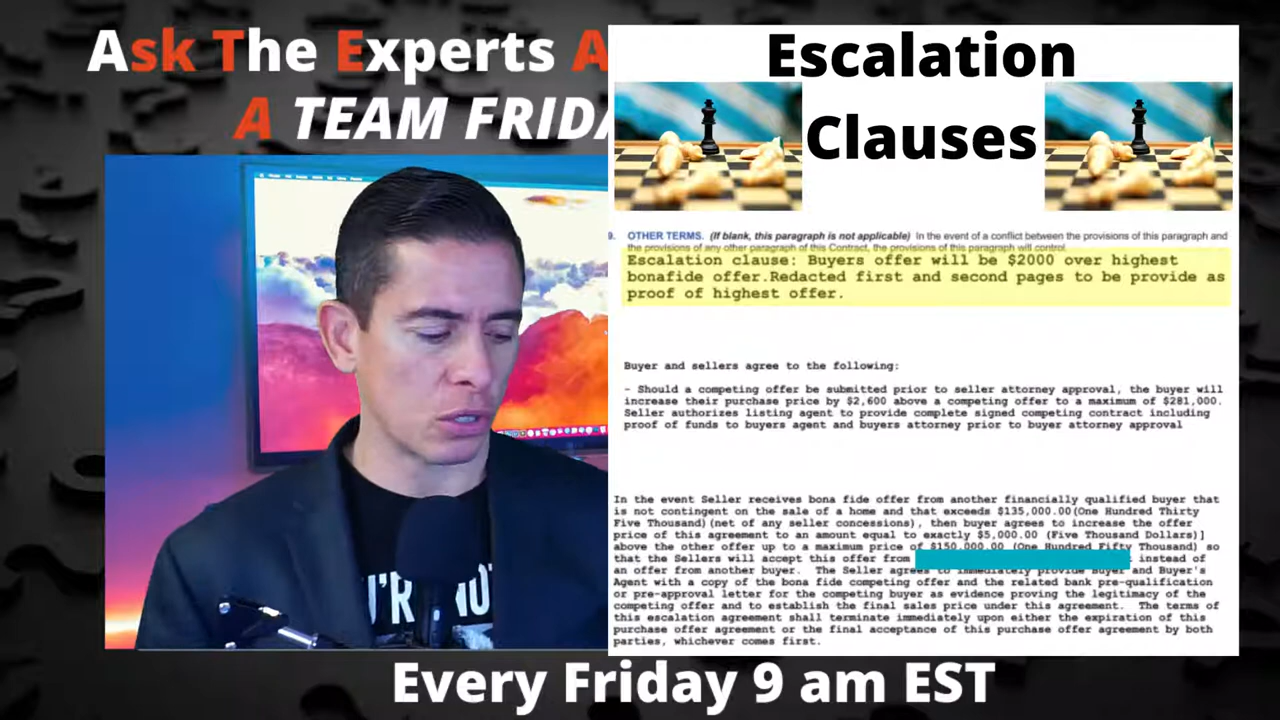 Ask The Experts A
A TEAM FRIDA
Escalation
Clauses
9. OTHER TERMS. (If blank, this paragraph is not applicable) In the event of a conflict between the provisions of this paragraph and
the provisions of any other paragraph of this Contract, the provisions of this paragraph will control.
Escalation clause: Buyers offer will be $2000 over highest
bonafide offer.Redacted first and second pages to be provide as
proof of highest offer.
Buyer and sellers agree to the following:
- Should a competing offer be submitted prior to seller attorney approval, the buyer will
increase their purchase price by $2,600 above a competing offer to a maximum of $281,000.
Seller authorizes listing agent to provide complete signed competing contract including
proof of funds to buyers agent and buyers attorney prior to buyer attorney approval
In the event Seller receives bona fide offer from another financially qualified buyer that
is not contingent on the sale of a home and that exceeds $135,000.00(One Hundred Thirty
Five Thousand)(net of any seller concessions), then buyer agrees to increase the offer
price of this agreement to an amount equal to exactly $5,000.00 (Five Thousand Dollars)]
above the other offer up to a maximum price of $150,000.00 (One Hundred Fifty Thousand) so
that the Sellers will accept this offer from instead of
an offer from another buyer. The Seller agrees to immediately provide Buyer and Buyer's
Agent with a copy of the bona fide competing offer and the related bank pre-qualification
or pre-approval letter for the competing buyer as evidence proving the legitimacy of the
competing offer and to establish the final sales price under this agreement. The terms of
this escalation agreement shall terminate immediately upon either the expiration of this
purchase offer agreement or the final acceptance of this purchase offer agreement by both
parties, whichever comes first.
Every Friday 9 am EST